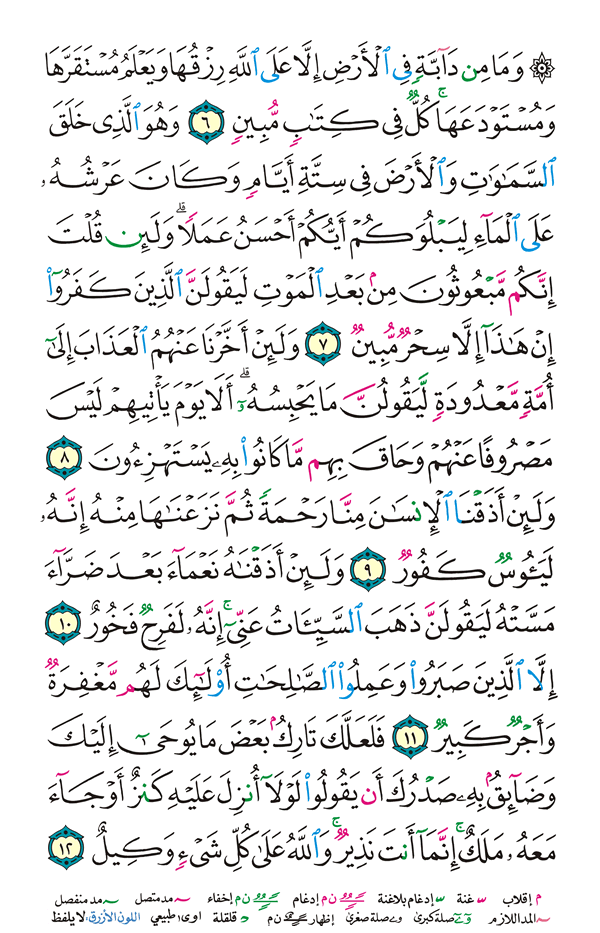 ۞ وَمَا مِن دَآبَّةٍ فِى ٱلْأَرْضِ إِلَّا عَلَى ٱللَّهِ رِزْقُهَا وَيَعْلَمُ مُسْتَقَرَّهَا
وَمُسْتَوْدَعَهَا ۚ كُلٌّ فِى كِتَٰبٍ مُّبِينٍ ٦ وَهُوَ ٱلَّذِى خَلَقَ
ٱلسَّمَٰوَٰتِ وَٱلْأَرْضَ فِى سِتَّةِ أَيَّامٍ وَكَانَ عَرْشُهُۥ
عَلَى ٱلْمَآءِ لِيَبْلُوَكُمْ أَيُّكُمْ أَحْسَنُ عَمَلًا ۗ وَلَئِن قُلْتَ
إِنَّكُم مَّبْعُوثُونَ مِنۢ بَعْدِ ٱلْمَوْتِ لَيَقُولَنَّ ٱلَّذِينَ كَفَرُوٓا۟
إِنْ هَٰذَآ إِلَّا سِحْرٌ مُّبِينٌ ٧ وَلَئِنْ أَخَّرْنَا عَنْهُمُ ٱلْعَذَابَ إِلَىٰٓ
أُمَّةٍ مَّعْدُودَةٍ لَّيَقُولُنَّ مَا يَحْبِسُهُۥٓ ۗ أَلَا يَوْمَ يَأْتِيهِمْ لَيْسَ
مَصْرُوفًا عَنْهُمْ وَحَاقَ بِهِم مَّا كَانُوا۟ بِهِۦ يَسْتَهْزِءُونَ ٨
وَلَئِنْ أَذَقْنَا ٱلْإِنسَٰنَ مِنَّا رَحْمَةً ثُمَّ نَزَعْنَٰهَا مِنْهُ إِنَّهُۥ
لَيَـُٔوسٌ كَفُورٌ ٩ وَلَئِنْ أَذَقْنَٰهُ نَعْمَآءَ بَعْدَ ضَرَّآءَ
مَسَّتْهُ لَيَقُولَنَّ ذَهَبَ ٱلسَّيِّـَٔاتُ عَنِّىٓ ۚ إِنَّهُۥ لَفَرِحٌ فَخُورٌ ١٠
إِلَّا ٱلَّذِينَ صَبَرُوا۟ وَعَمِلُوا۟ ٱلصَّٰلِحَٰتِ أُو۟لَٰٓئِكَ لَهُم مَّغْفِرَةٌ
وَأَجْرٌ كَبِيرٌ ١١ فَلَعَلَّكَ تَارِكٌۢ بَعْضَ مَا يُوحَىٰٓ إِلَيْكَ
وَضَآئِقٌۢ بِهِۦ صَدْرُكَ أَن يَقُولُوا۟ لَوْلَآ أُنزِلَ عَلَيْهِ كَنزٌ أَوْ جَآءَ
مَعَهُۥ مَلَكٌ ۚ إِنَّمَآ أَنتَ نَذِيرٌ ۚ وَٱللَّهُ عَلَىٰ كُلِّ شَىْءٍ وَكِيلٌ ١٢
م إقلاب غنة إدغام بلاغنة ن م إدغام ن م إخفاء مد متصل مد منفصل
المد اللازم صلة كبرى صلة صغرى إظهار ن م قلقلة اوى: طبيعي اللون الأزرق: لا يلفظ